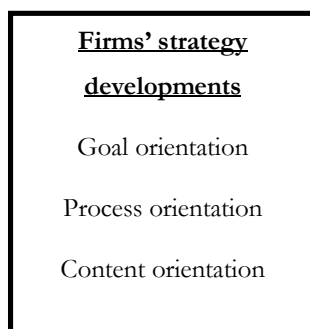 Firms’ strategy
developments
Goal orientation
Process orientation
Content orientation